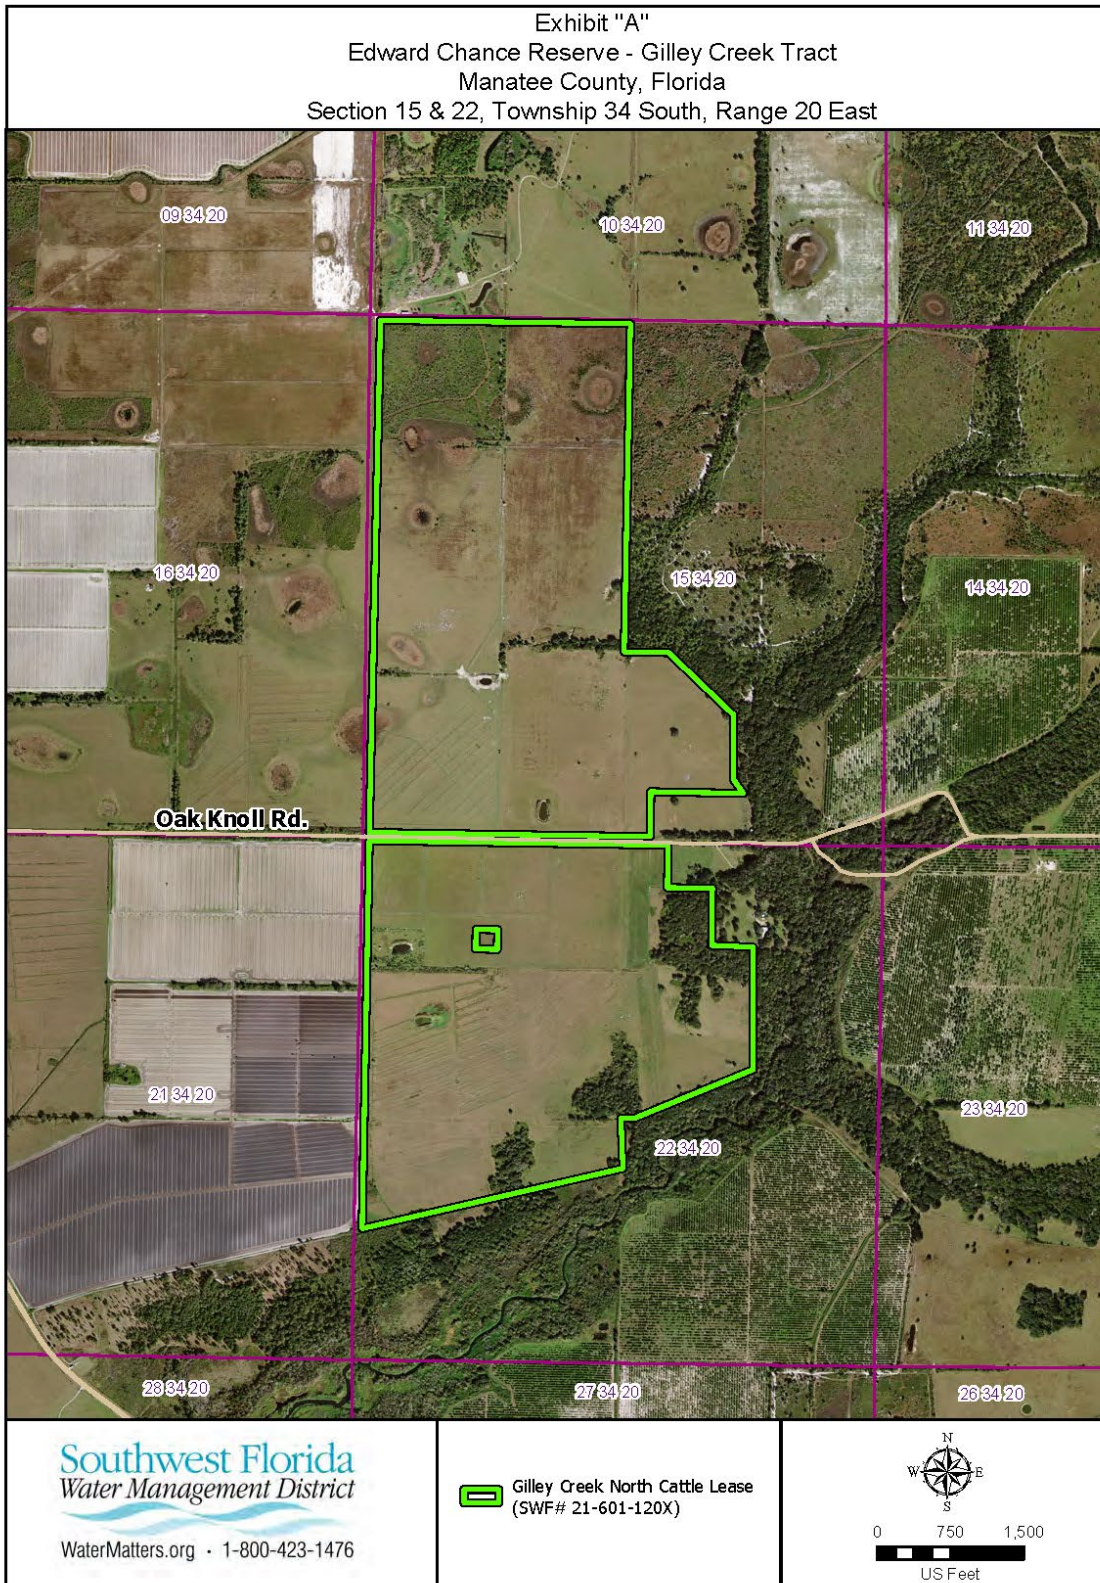 Exhibit "A"
Edward Chance Reserve - Gilley Creek Tract
Manatee County, Florida
Section 15 & 22, Township 34 South, Range 20 East
09 34 20
10 34 20
11 34 20
16 34 20
15 34 20
14 34 20
Oak Knoll Rd.
21 34 20
22 34 20
23 34 20
28 34 20
27 34 20
26 34 20
Southwest Florida
Water Management District
WaterMatters.org · 1-800-423-1476
Gilley Creek North Cattle Lease
(SWF# 21-601-120X)
N
W E
S
0 750 1,500
US Feet